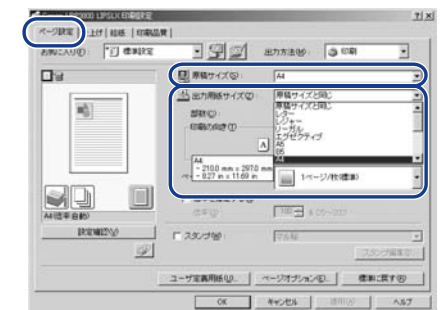 LIPSLX 印刷設定
ページ設定 仕上げ 給紙 印刷品質
お気に入り(F): 標準設定 出力方法(M): 印刷
原稿サイズ(S): A4
出力用紙サイズ(Z): 原稿サイズと同じ
原稿サイズと同じ
レター
レジャー
リーガル
エグゼクティブ
A5
B5
A4
部数(C):
印刷の向き(T)
A
A4
- 210.0 mm x 297.0 mm
- 8.27 in x 11.69 in
1ページ/枚(標準)
A4(倍率:自動)
設定確認(V)
スタンプ(W): マル秘
スタンプ編集
ユーザ定義用紙(U)... ページオプション(O)... 標準に戻す(R)
OK キャンセル 適用(A) ヘルプ